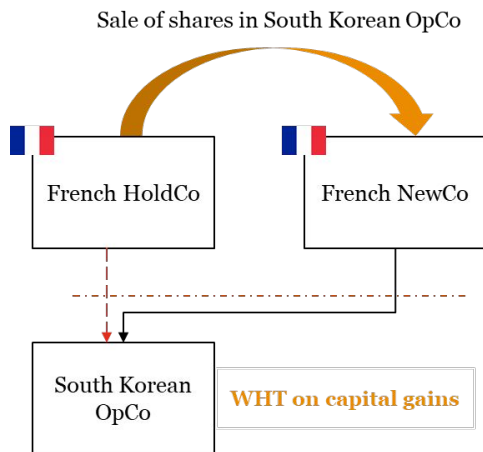 Sale of shares in South Korean OpCo
French HoldCo
French NewCo
South Korean
OpCo
WHT on capital gains